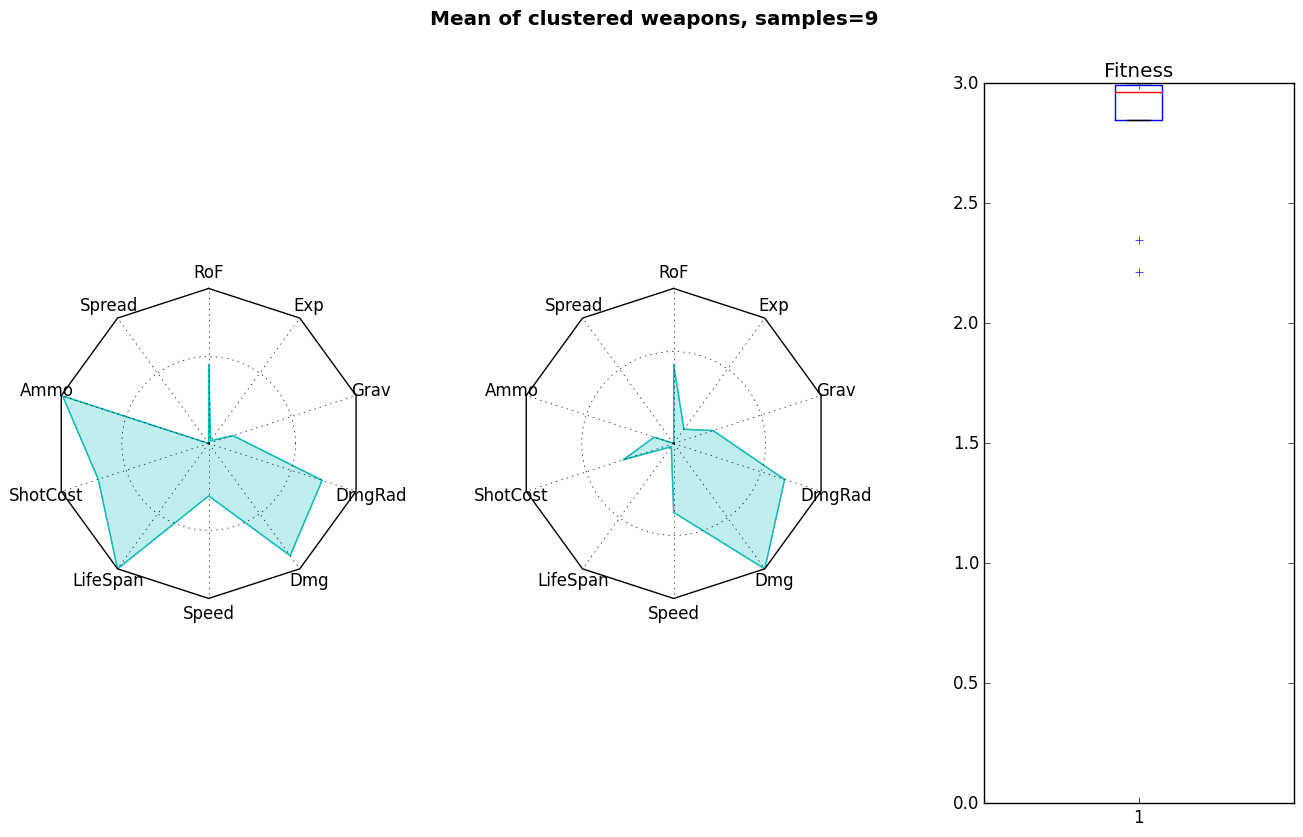 Mean of clustered weapons, samples=9
RoF
Exp
Grav
DmgRad
Dmg
Speed
LifeSpan
ShotCost
Ammo
Spread
RoF
Exp
Grav
DmgRad
Dmg
Speed
LifeSpan
ShotCost
Ammo
Spread
Fitness
3.0
2.5
2.0
1.5
1.0
0.5
0.0
1